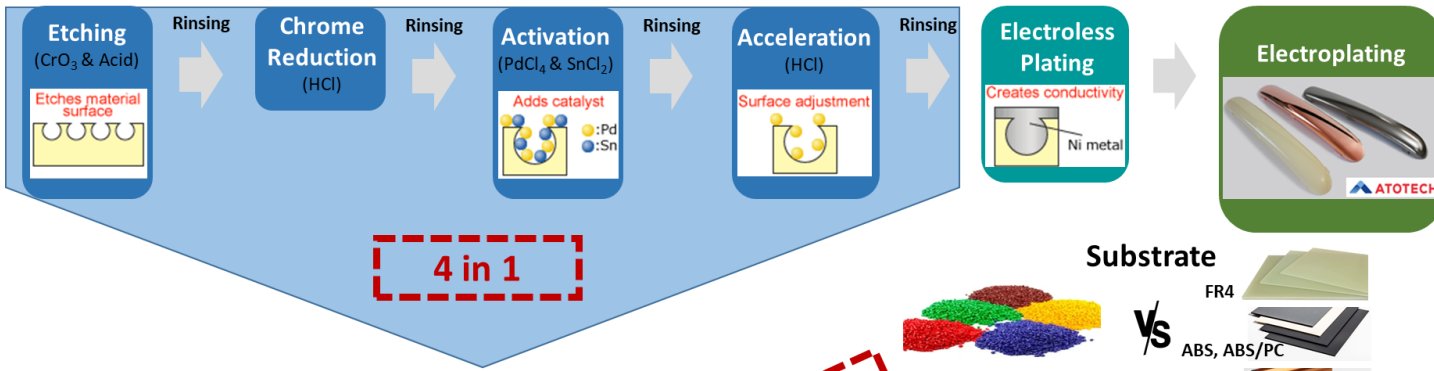 Etching
(CrO₃ & Acid)
Etches material
surface
Rinsing
Chrome
Reduction
(HCl)
Rinsing
Activation
(PdCl₄ & SnCl₂)
Adds catalyst
:Pd
:Sn
Rinsing
Acceleration
(HCl)
Surface adjustment
Rinsing
Electroless
Plating
Creates conductivity
Ni metal
Electroplating
ATOTECH
4 in 1
Substrate
FR4
VS
ABS, ABS/PC